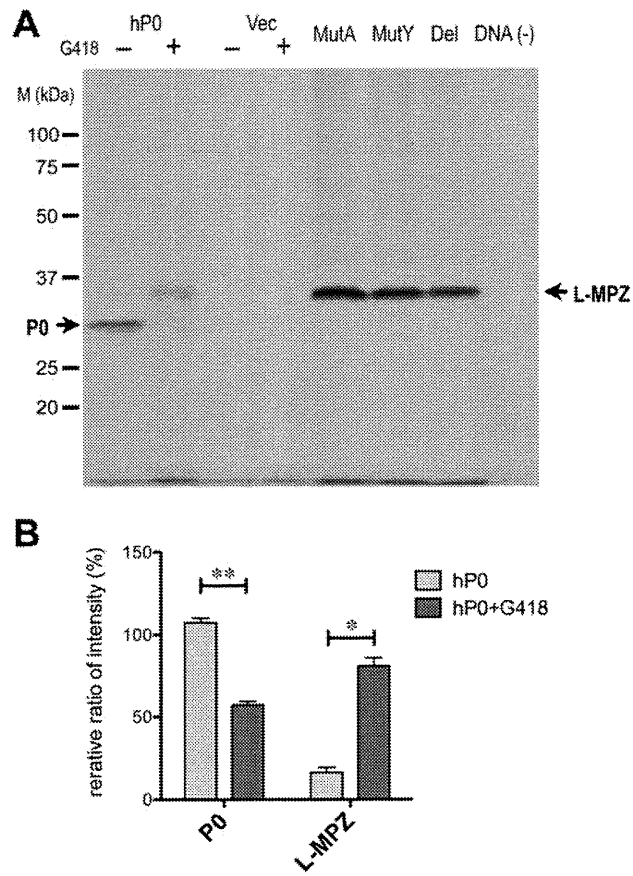 A
hP0 Vec MutA MutY Del DNA (-)
G418 – + – +
M (kDa)
100
75
50
37
L-MPZ
P0
25
20
B
rerative ratio of intensity (%)
150
100
50
0
** *
hP0
hP0+G418
P0 L-MPZ